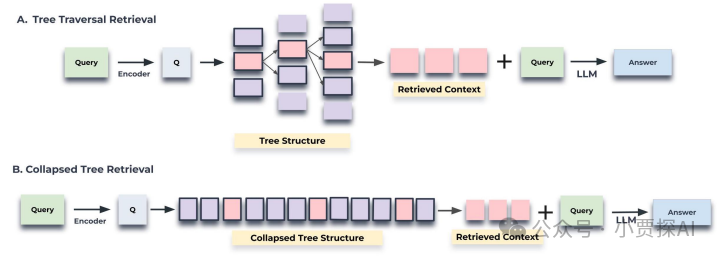 A. Tree Traversal Retrieval
Query
Encoder
Q
Tree Structure
Retrieved Context
+
Query
LLM
Answer
B. Collapsed Tree Retrieval
Query
Encoder
Q
Collapsed Tree Structure
Retrieved Context
+
Query
LLM
Answer
公众号 · 小贾探AI